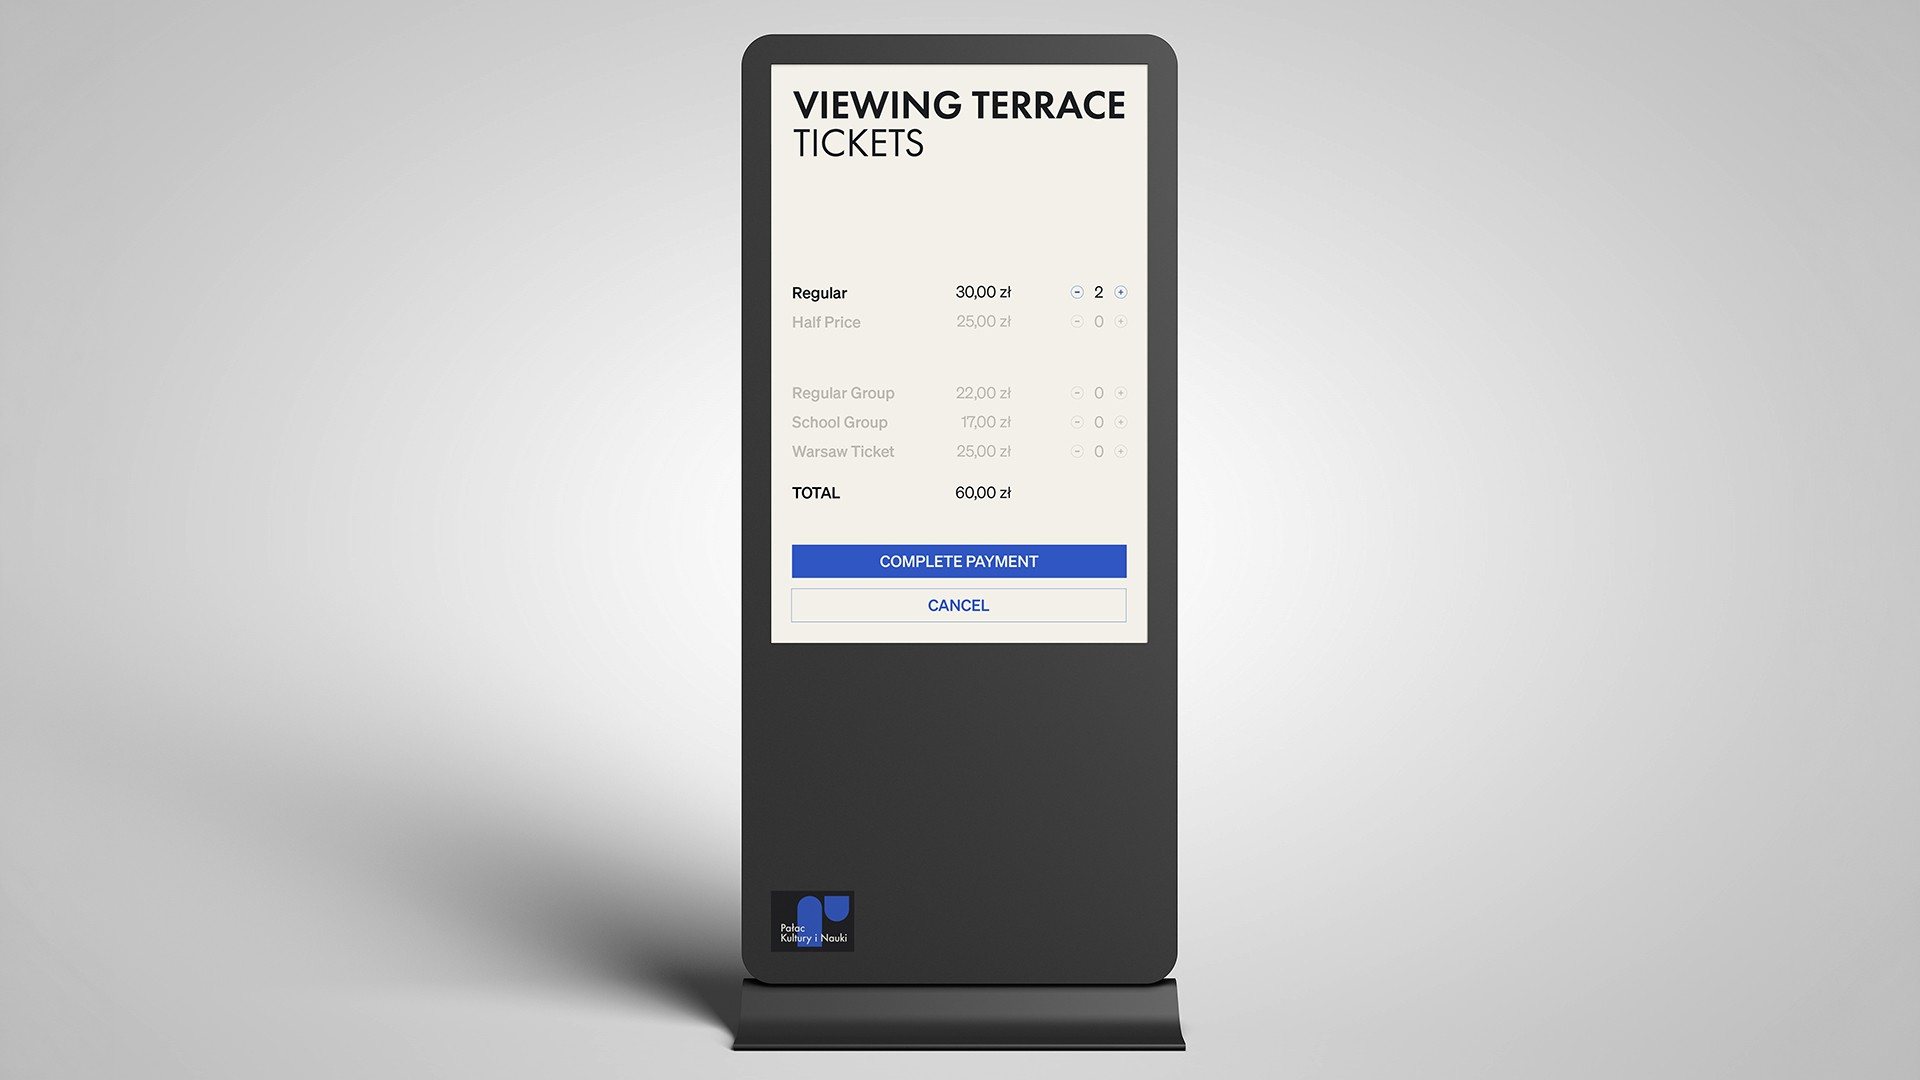 VIEWING TERRACE
TICKETS
Regular 30,00 zł - 2 +
Half Price 25,00 zł - 0 +
Regular Group 22,00 zł - 0 +
School Group 17,00 zł - 0 +
Warsaw Ticket 25,00 zł - 0 +
TOTAL 60,00 zł
COMPLETE PAYMENT
CANCEL
Pałac
Kultury i Nauki